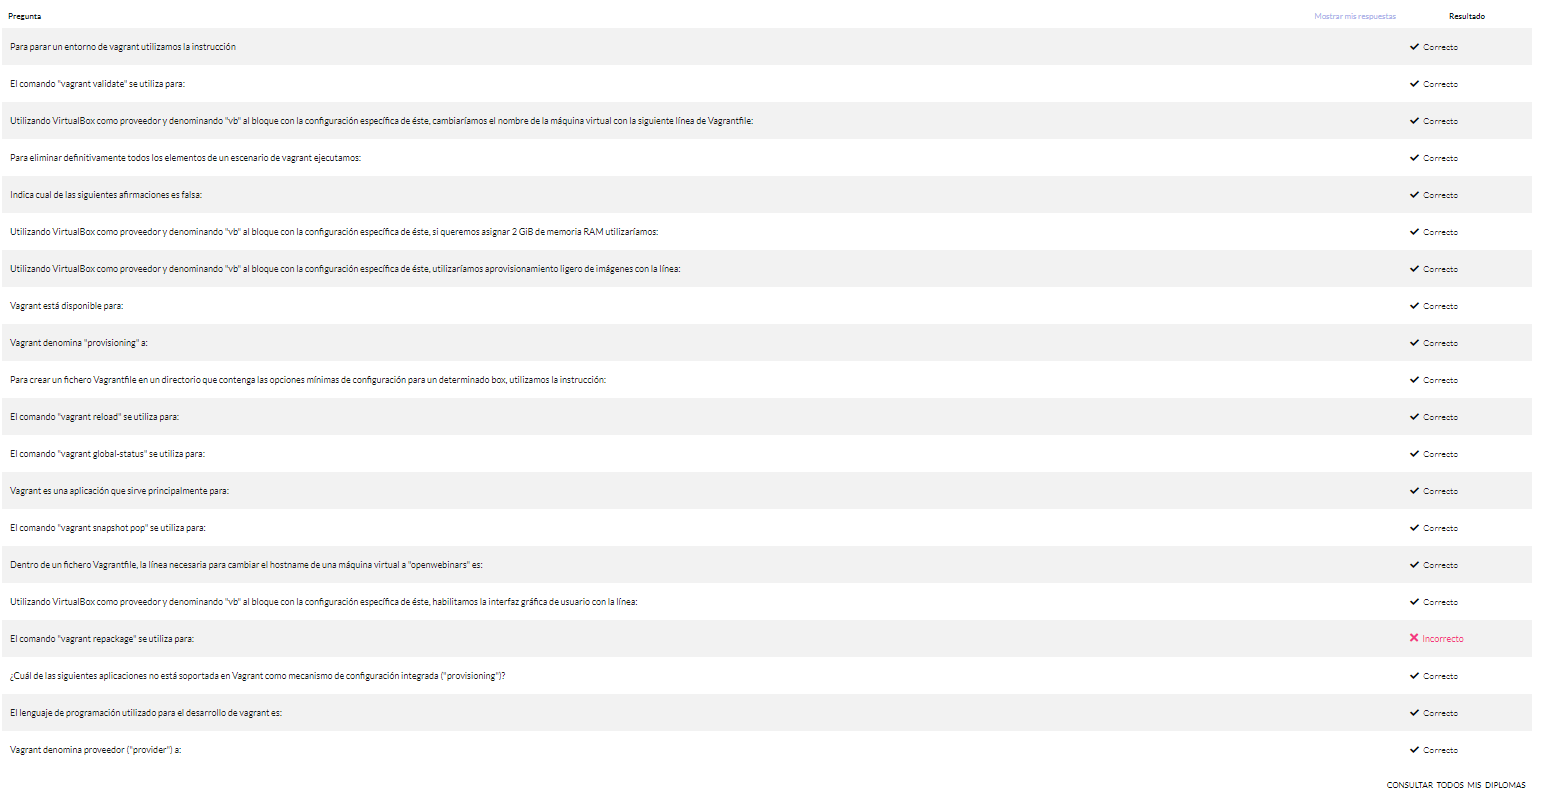 Pregunta Mostrar mis respuestas Resultado
Para parar un entorno de vagrant utilizamos la instrucción Correcto
El comando "vagrant validate" se utiliza para: Correcto
Utilizando VirtualBox como proveedor y denominando "vb" al bloque con la configuración específica de éste, cambiaríamos el nombre de la máquina virtual con la siguiente línea de Vagrantfile: Correcto
Para eliminar definitivamente todos los elementos de un escenario de vagrant ejecutamos: Correcto
Indica cual de las siguientes afirmaciones es falsa: Correcto
Utilizando VirtualBox como proveedor y denominando "vb" al bloque con la configuración específica de éste, si queremos asignar 2 GiB de memoria RAM utilizaríamos: Correcto
Utilizando VirtualBox como proveedor y denominando "vb" al bloque con la configuración específica de éste, utilizaríamos aprovisionamiento ligero de imágenes con la línea: Correcto
Vagrant está disponible para: Correcto
Vagrant denomina "provisioning" a: Correcto
Para crear un fichero Vagrantfile en un directorio que contenga las opciones mínimas de configuración para un determinado box, utilizamos la instrucción: Correcto
El comando "vagrant reload" se utiliza para: Correcto
El comando "vagrant global-status" se utiliza para: Correcto
Vagrant es una aplicación que sirve principalmente para: Correcto
El comando "vagrant snapshot pop" se utiliza para: Correcto
Dentro de un fichero Vagrantfile, la línea necesaria para cambiar el hostname de una máquina virtual a "openwebinars" es: Correcto
Utilizando VirtualBox como proveedor y denominando "vb" al bloque con la configuración específica de éste, habilitamos la interfaz gráfica de usuario con la línea: Correcto
El comando "vagrant repackage" se utiliza para: Incorrecto
¿Cuál de las siguientes aplicaciones no está soportada en Vagrant como mecanismo de configuración integrada ("provisioning")? Correcto
El lenguaje de programación utilizado para el desarrollo de vagrant es: Correcto
Vagrant denomina proveedor ("provider") a: Correcto
CONSULTAR TODOS MIS DIPLOMAS